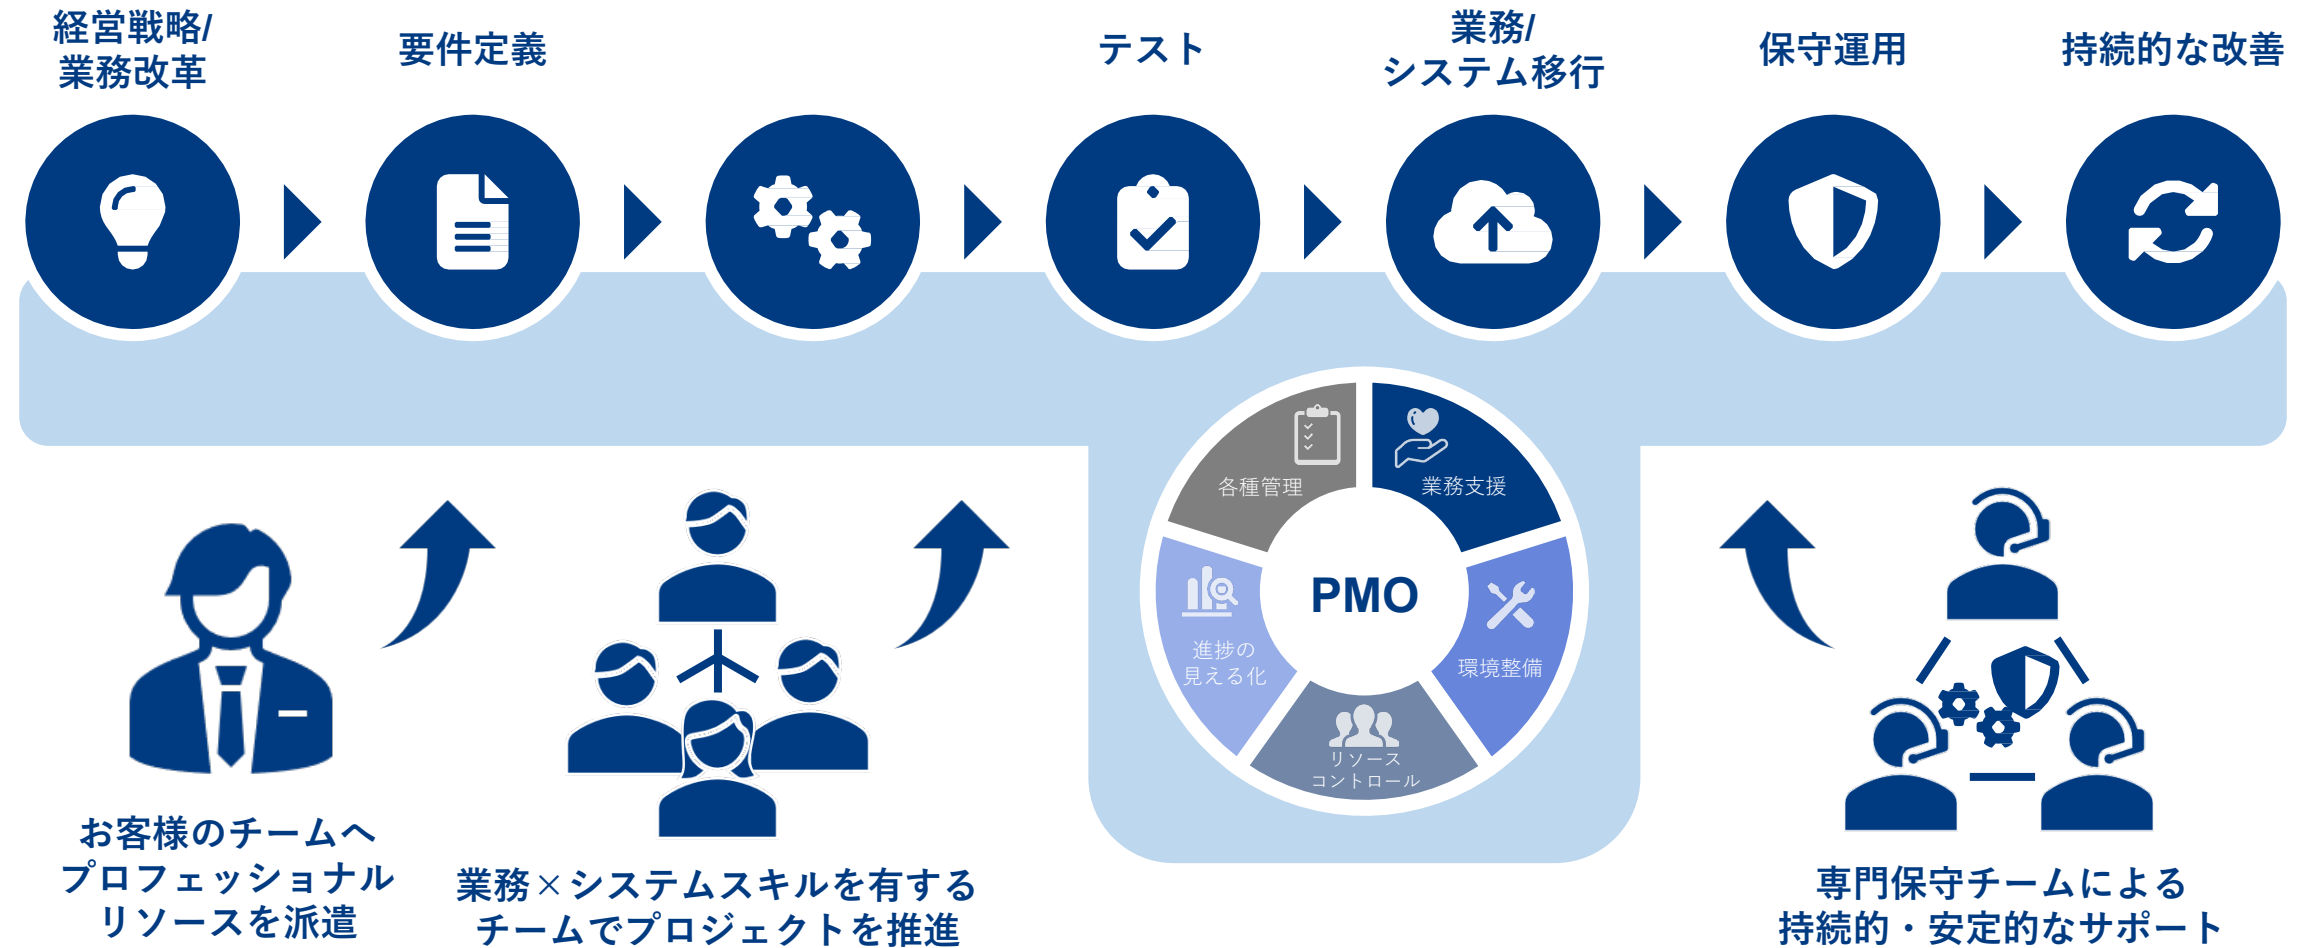 経営戦略/
業務改革
要件定義
テスト
業務/
システム移行
保守運用
持続的な改善
各種管理
業務支援
進捗の
見える化
PMO
環境整備
リソース
コントロール
お客様のチームへ
プロフェッショナル
リソースを派遣
業務×システムスキルを有する
チームでプロジェクトを推進
専門保守チームによる
持続的・安定的なサポート